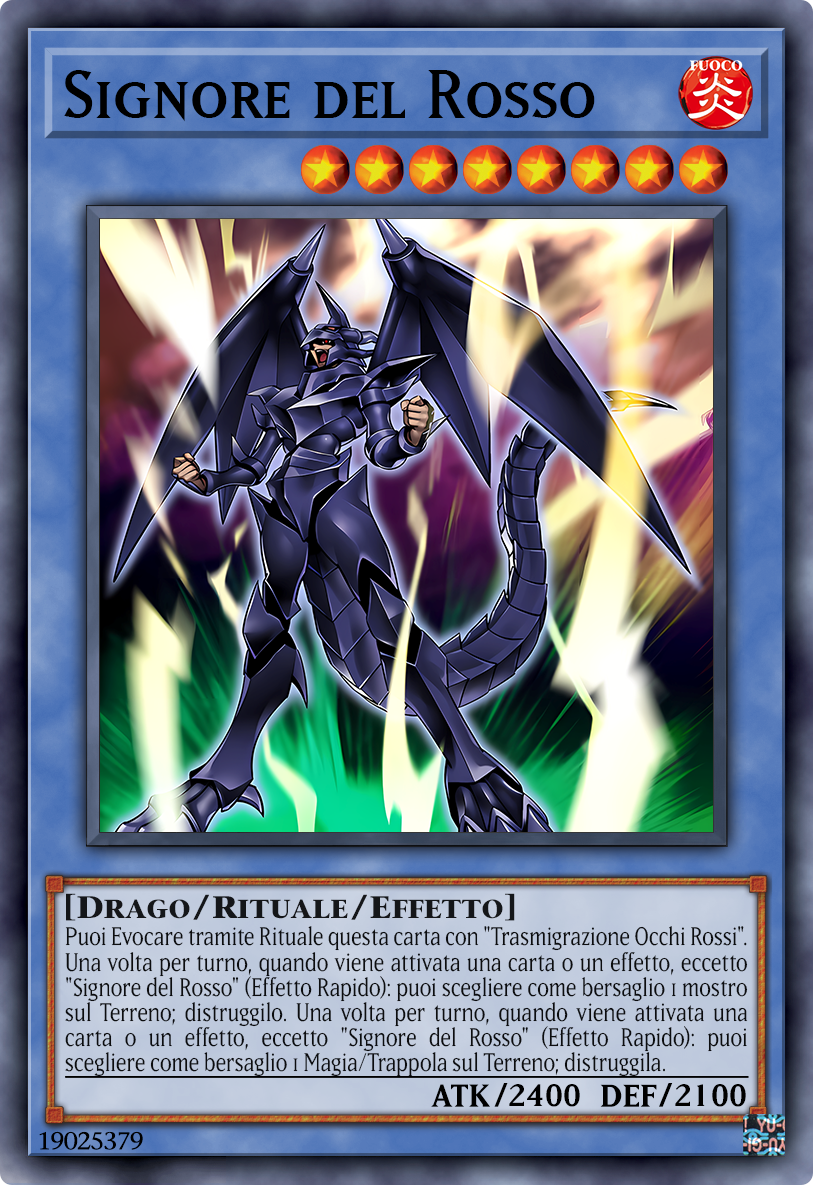 Signore del Rosso
FUOCO
炎
[Drago/Rituale/Effetto]
Puoi Evocare tramite Rituale questa carta con "Trasmigrazione Occhi Rossi".
Una volta per turno, quando viene attivata una carta o un effetto, eccetto
"Signore del Rosso" (Effetto Rapido): puoi scegliere come bersaglio 1 mostro
sul Terreno; distruggilo. Una volta per turno, quando viene attivata una
carta o un effetto, eccetto "Signore del Rosso" (Effetto Rapido): puoi
scegliere come bersaglio 1 Magia/Trappola sul Terreno; distruggila.
ATK/2400 DEF/2100
19025379